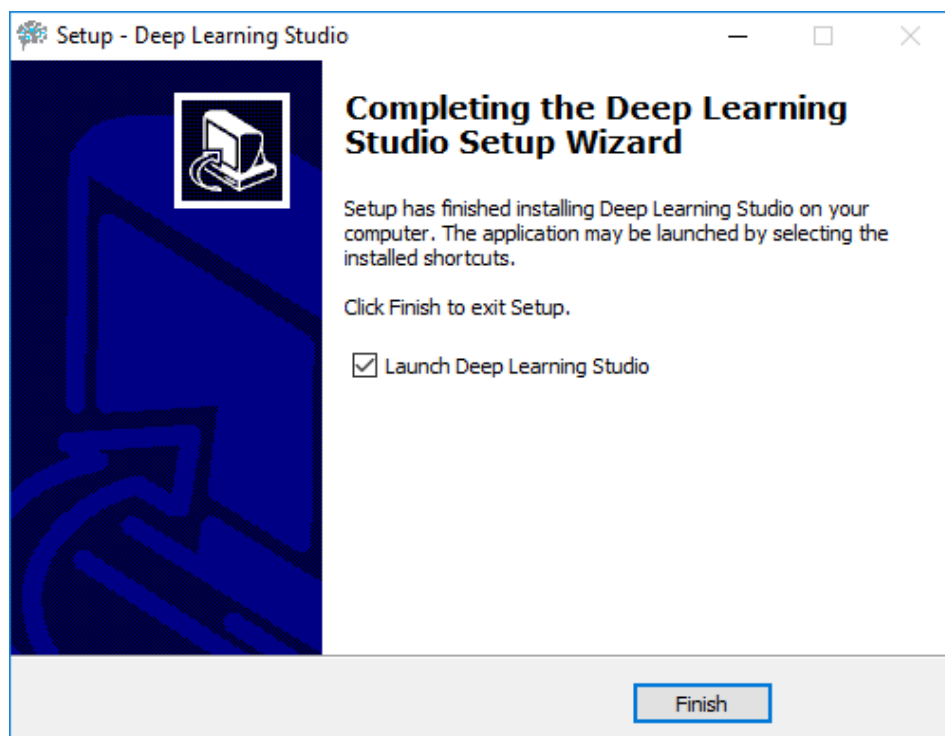 Setup - Deep Learning Studio
Completing the Deep Learning
Studio Setup Wizard
Setup has finished installing Deep Learning Studio on your
computer. The application may be launched by selecting the
installed shortcuts.
Click Finish to exit Setup.
Launch Deep Learning Studio
Finish